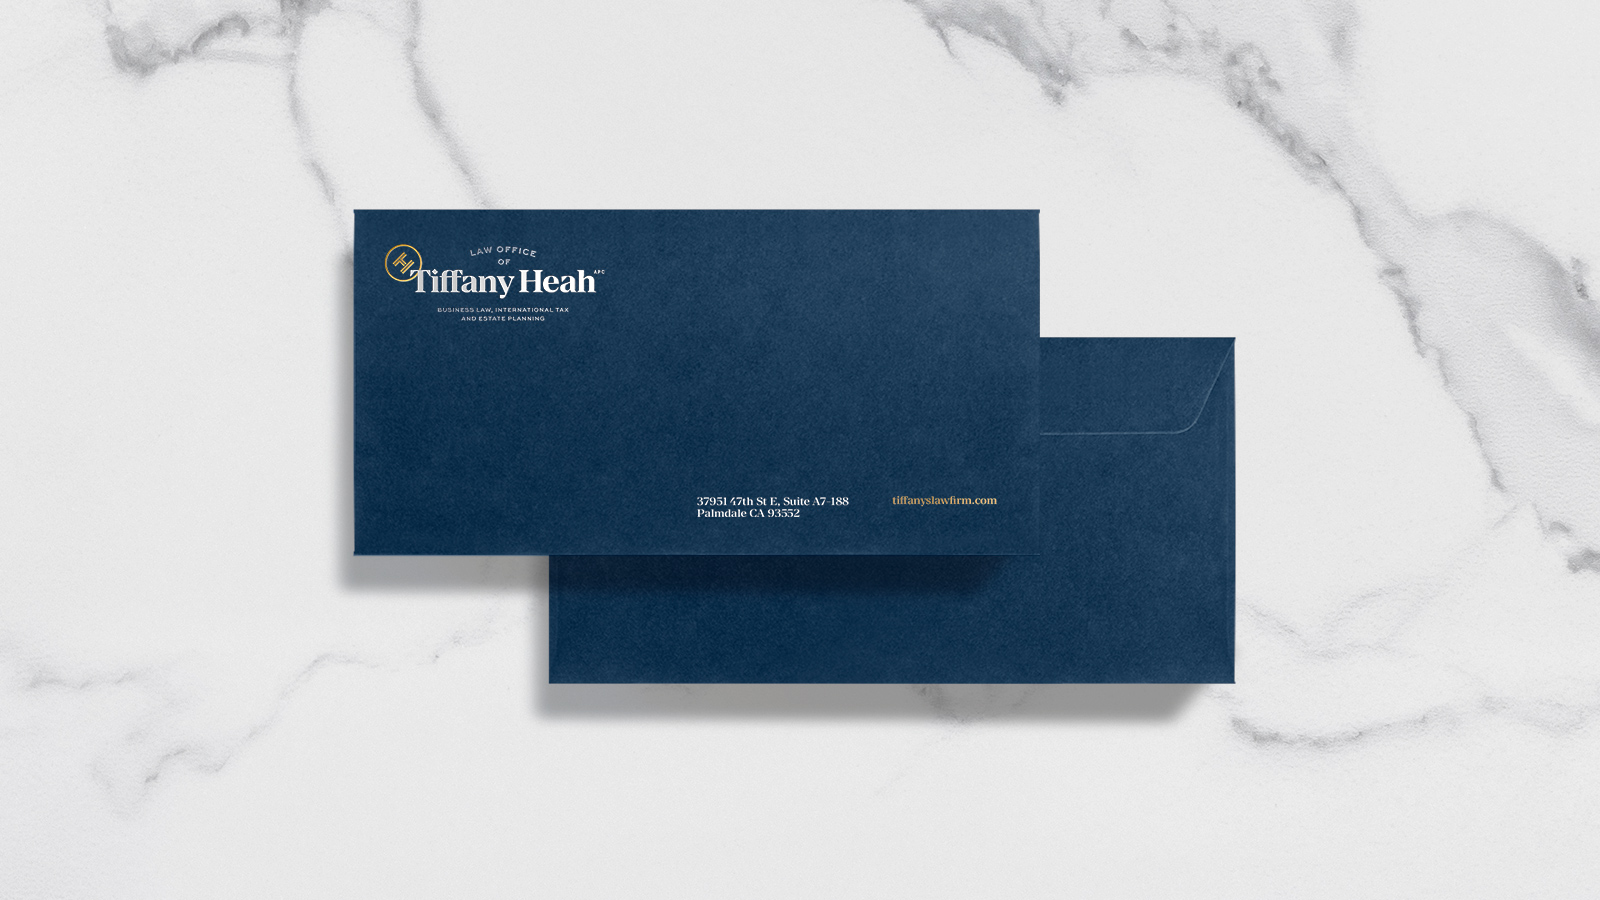 LAW OFFICE
OF
Tiffany Heah APC
BUSINESS LAW, INTERNATIONAL TAX
AND ESTATE PLANNING
37951 47th St E, Suite A7-188
Palmdale CA 93552
tiffanyslawfirm.com